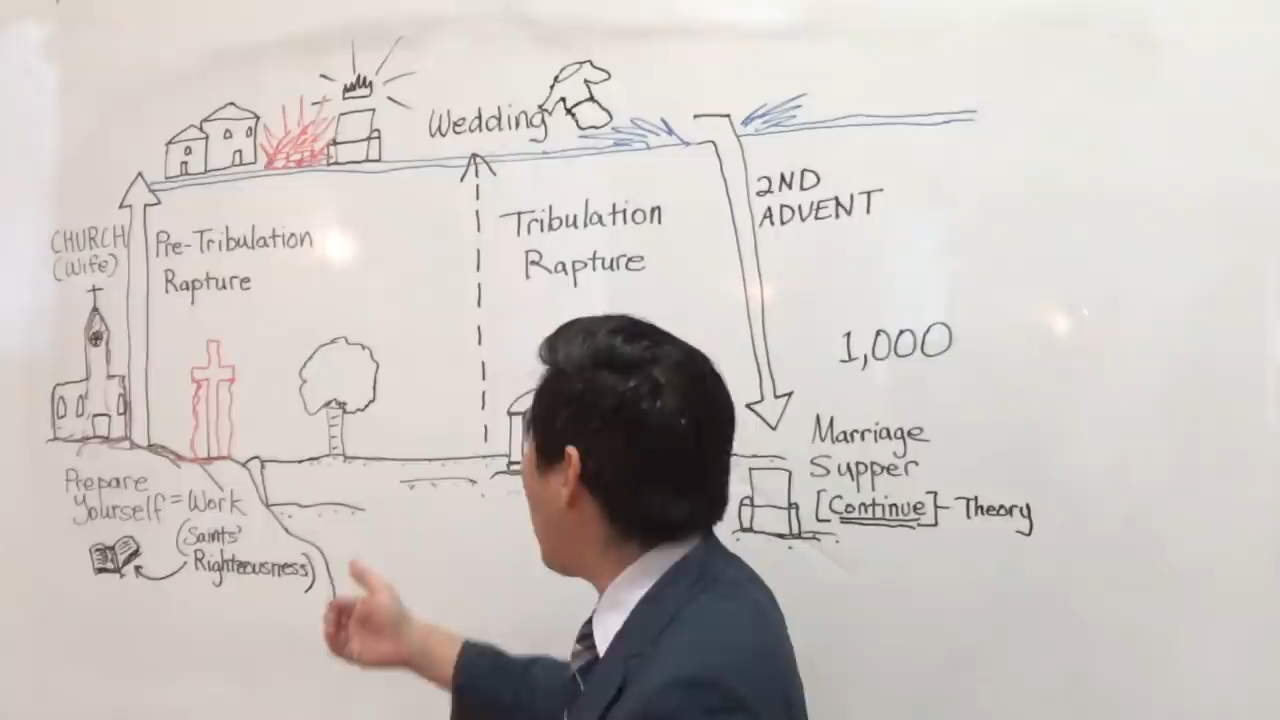 Wedding
2ND
ADVENT
CHURCH
(Wife)
Pre-Tribulation
Rapture
Tribulation
Rapture
1,000
Marriage
Supper
[Continue] - Theory
Prepare
Yourself = Work
(Saints'
Righteousness)